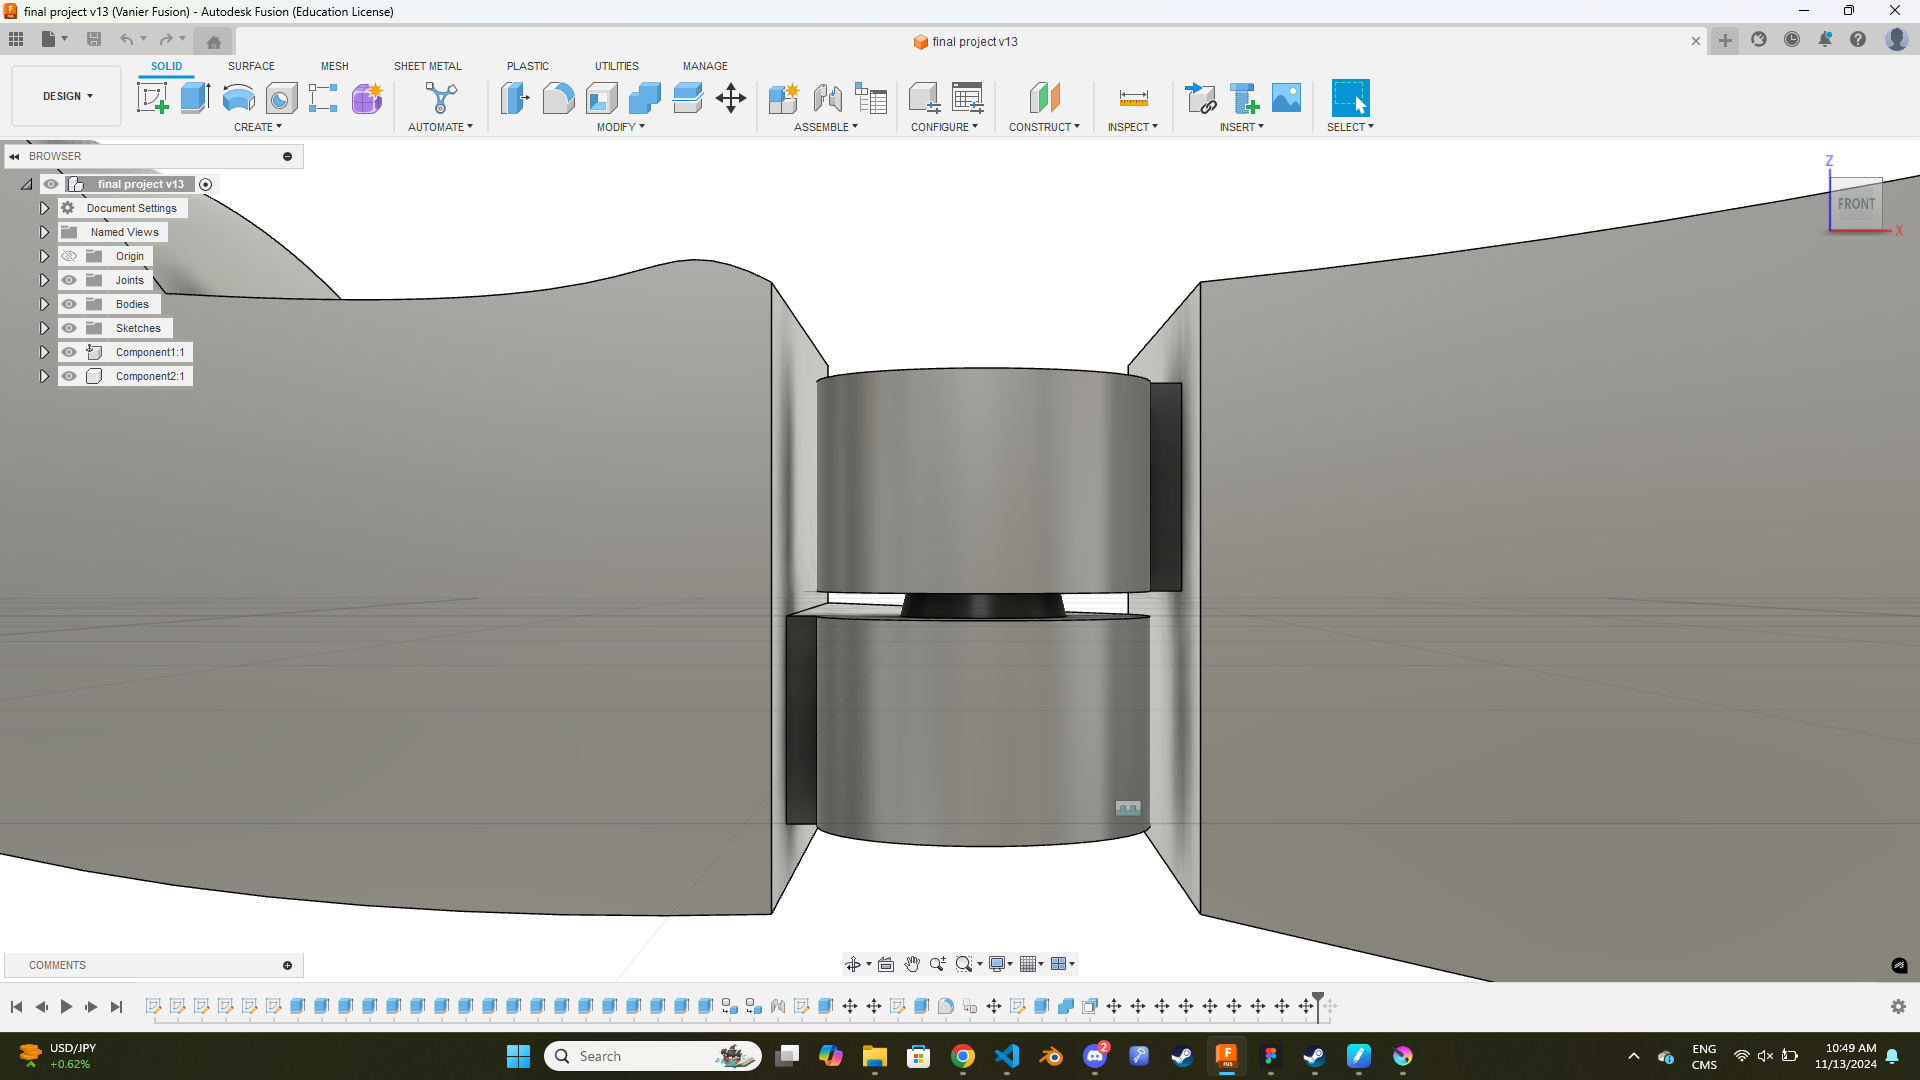 final project v13 (Vanier Fusion) - Autodesk Fusion (Education License)
final project v13
DESIGN
SOLID SURFACE MESH SHEET METAL PLASTIC UTILITIES MANAGE
CREATE AUTOMATE MODIFY ASSEMBLE CONFIGURE CONSTRUCT INSPECT INSERT SELECT
BROWSER
final project v13
Document Settings
Named Views
Origin
Joints
Bodies
Sketches
Component1:1
Component2:1
Z
FRONT
X
COMMENTS
USD/JPY
+0.62%
Search
2
F
FUS
ENG
CMS
10:49 AM
11/13/2024